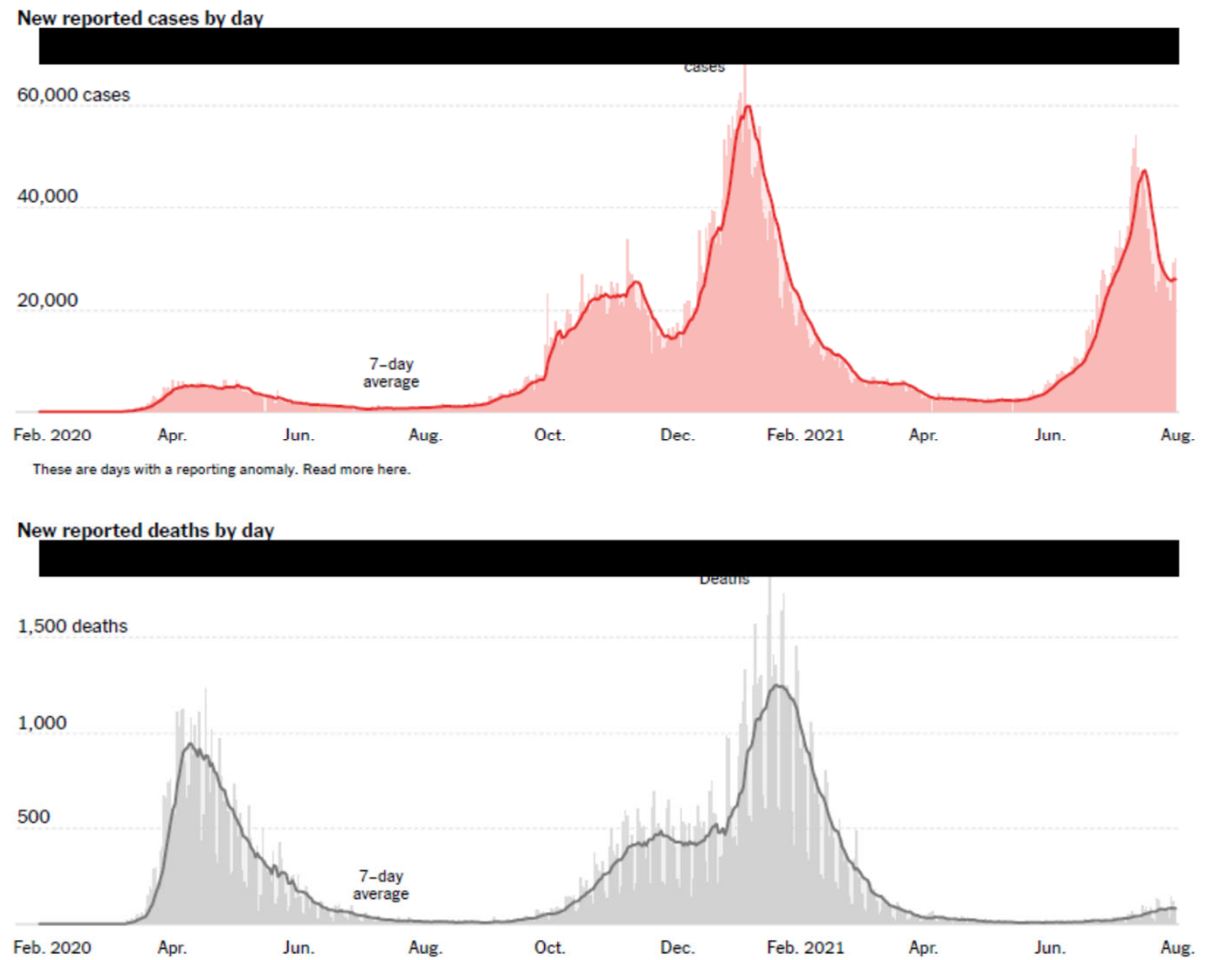 New reported cases by day
cases
60,000 cases
40,000
20,000
7–day
average
Feb. 2020 Apr. Jun. Aug. Oct. Dec. Feb. 2021 Apr. Jun. Aug.
These are days with a reporting anomaly. Read more here.
New reported deaths by day
Deaths
1,500 deaths
1,000
500
7–day
average
Feb. 2020 Apr. Jun. Aug. Oct. Dec. Feb. 2021 Apr. Jun. Aug.